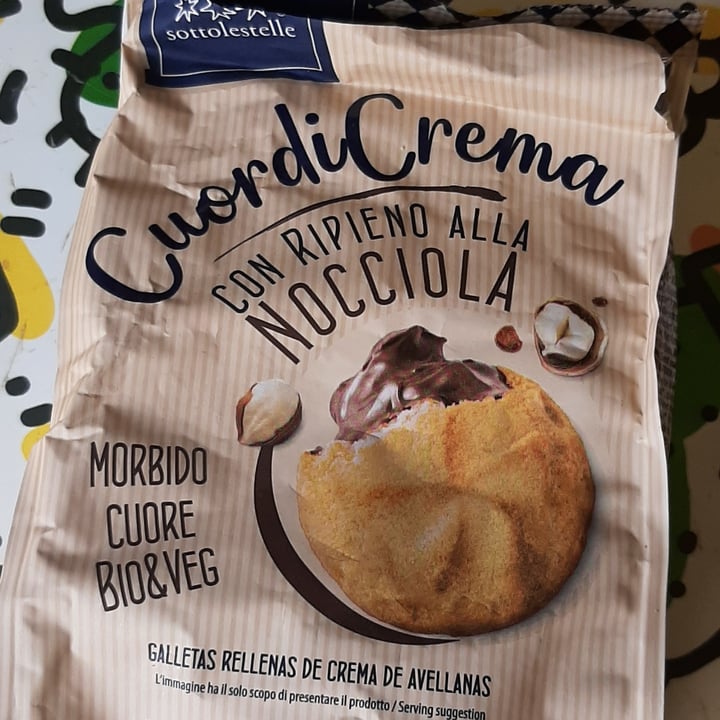 sottolestelle
CuordiCrema
CON RIPIENO ALLA
NOCCIOLA
MORBIDO
CUORE
BIO&VEG
GALLETAS RELLENAS DE CREMA DE AVELLANAS
L'immagine ha il solo scopo di presentare il prodotto / Serving suggestion